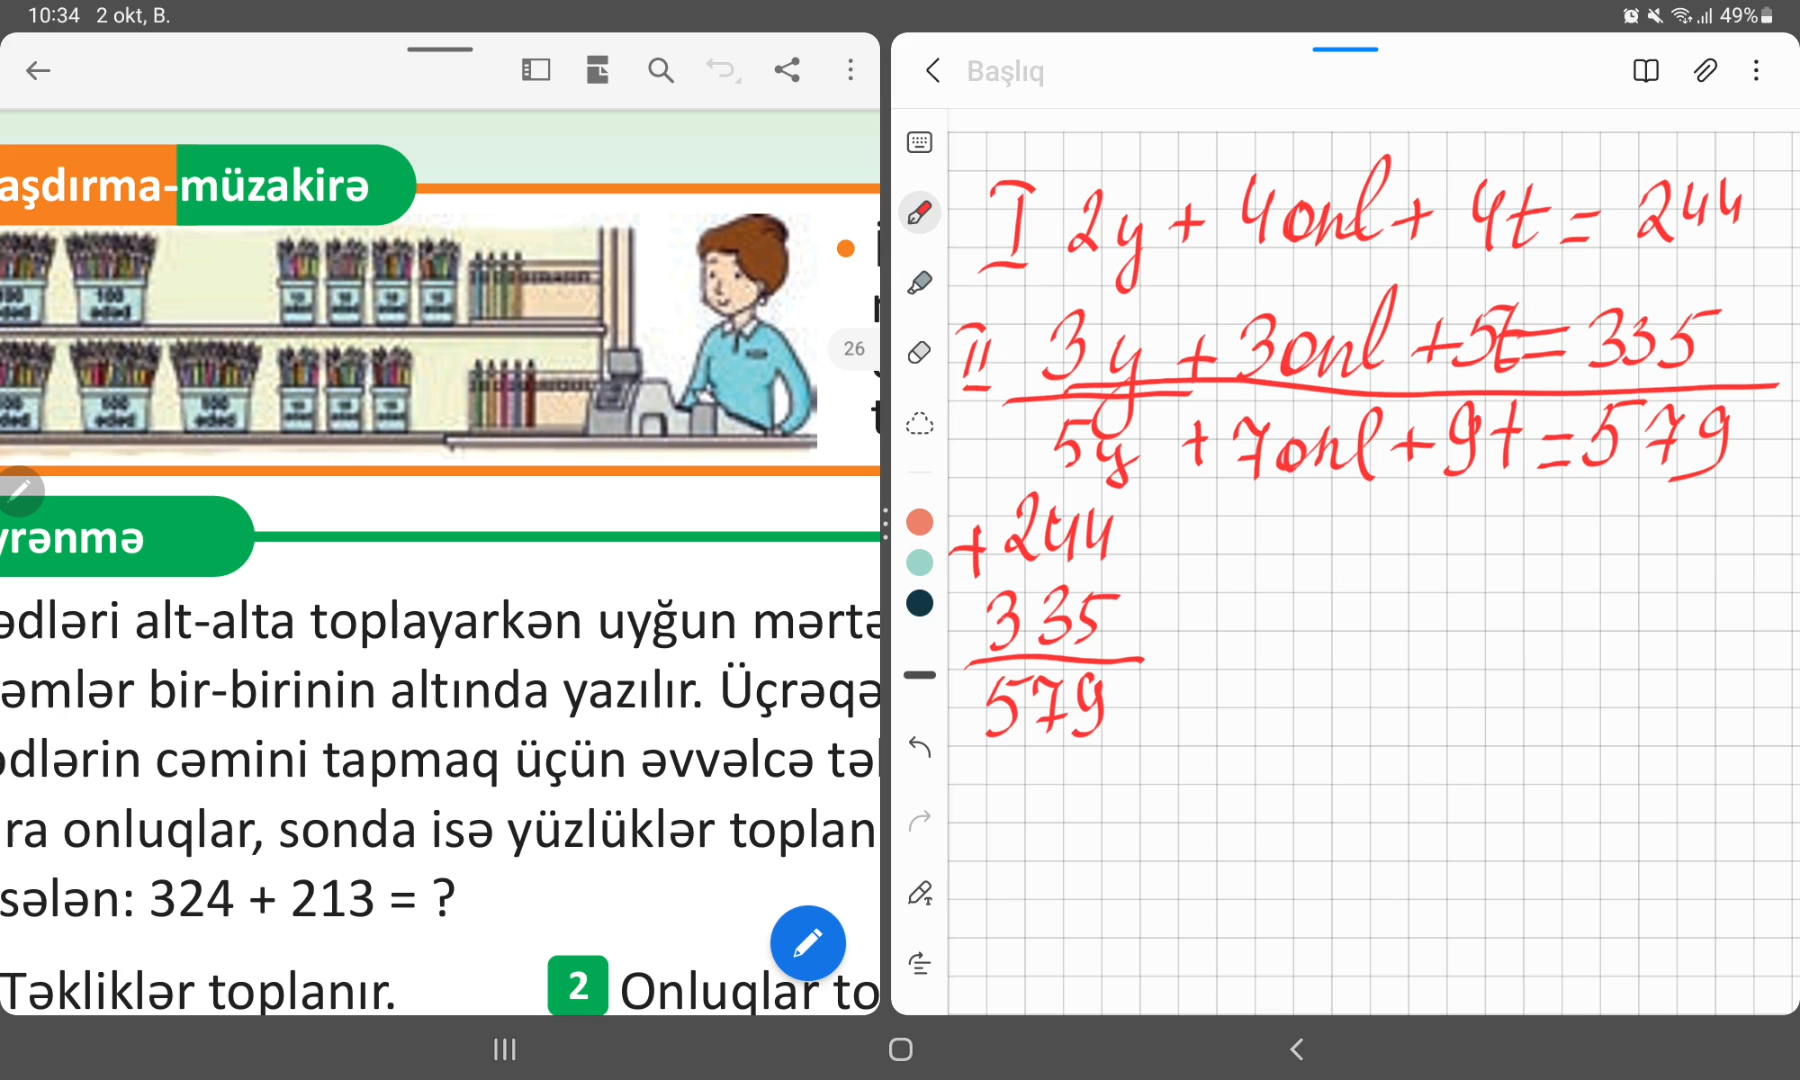 10:34 2 okt, B.
49%
aşdırma-müzakirə
100 ədəd
26
yrənmə
ədləri alt-alta toplayarkən uyğun mərtə
əmlər bir-birinin altında yazılır. Üçrəqə
ədlərin cəmini tapmaq üçün əvvəlcə tə
ra onluqlar, sonda isə yüzlüklər toplan
sələn: 324 + 213 = ?
Təkliklər toplanır.
2 Onluqlar to
Başlıq
I 2y + 4onl + 4t = 244
II 3y + 3onl + 5t = 335
5y + 7onl + 9t = 579
+ 244
335
579